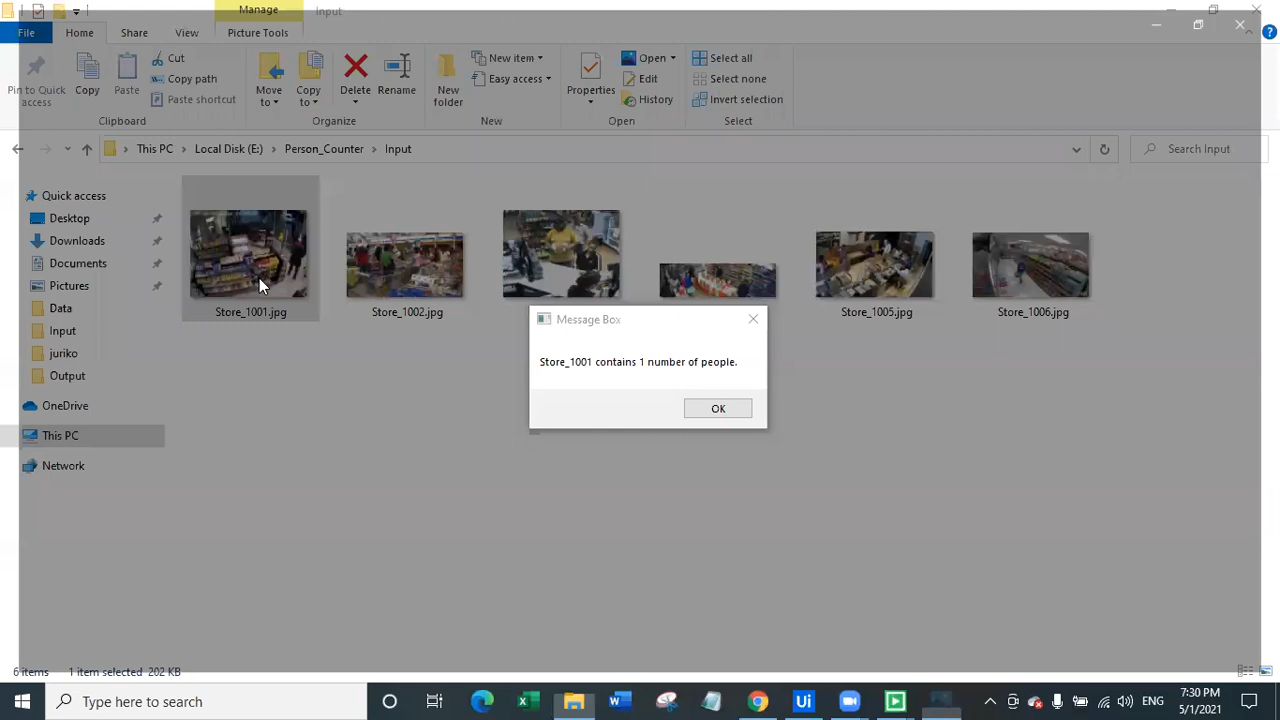 Manage
Input
File
Home
Share
View
Picture Tools
Pin to Quick access
Copy
Paste
Cut
Copy path
Paste shortcut
Clipboard
Move to
Copy to
Delete
Rename
Organize
New folder
New item
Easy access
New
Properties
Open
Edit
History
Open
Select all
Select none
Invert selection
Select
This PC
Local Disk (E:)
Person_Counter
Input
Search Input
Quick access
Desktop
Downloads
Documents
Pictures
Data
Input
juriko
Output
OneDrive
This PC
Network
Store_1001.jpg
Store_1002.jpg
Store_1005.jpg
Store_1006.jpg
Message Box
Store_1001 contains 1 number of people.
OK
6 items
1 item selected 202 KB
Type here to search
ENG
7:30 PM
5/1/2021